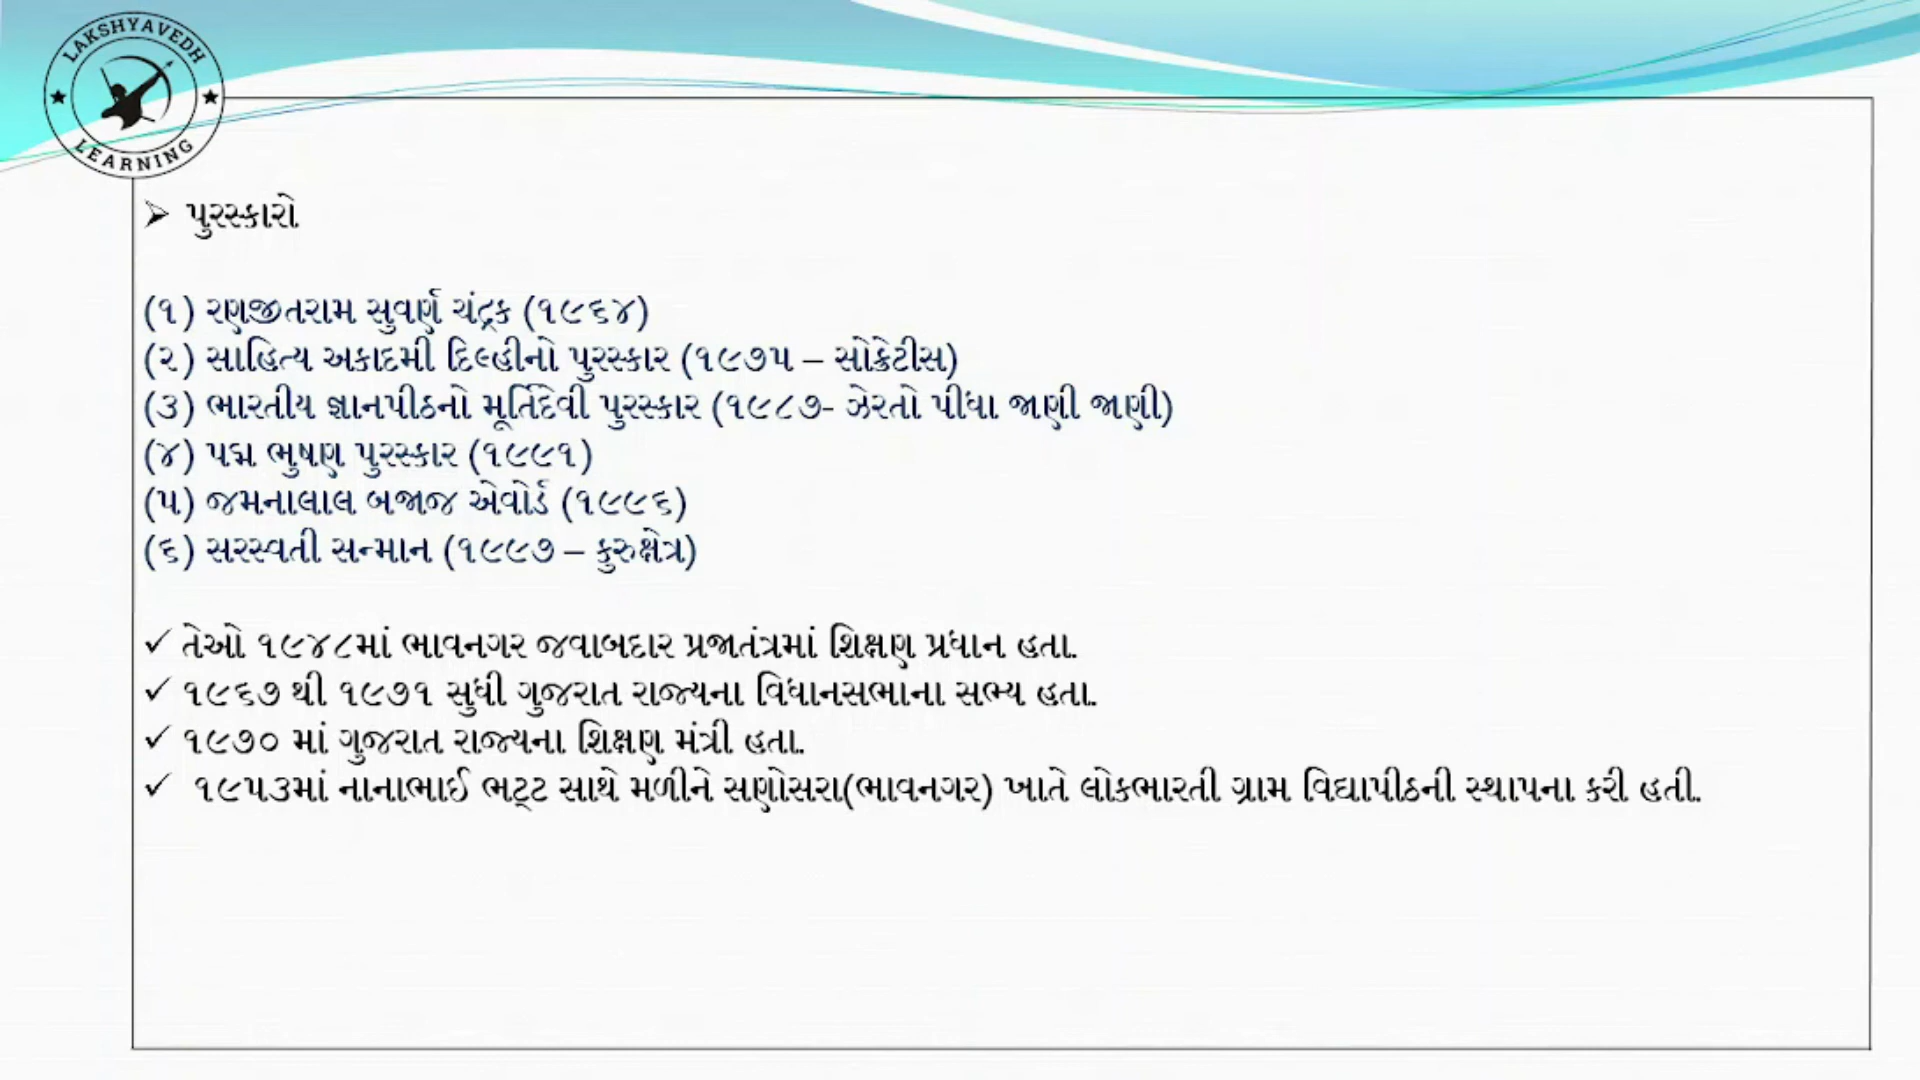 LAKSHYAVEDH
LEARNING
પુરસ્કારો
(૧) રણજીતરામ સુવર્ણ ચંદ્રક (૧૯૬૪)
(૨) સાહિત્ય અકાદમી દિલ્હીનો પુરસ્કાર (૧૯૭૫ – સોક્રેટીસ)
(૩) ભારતીય જ્ઞાનપીઠનો મૂર્તિદેવી પુરસ્કાર (૧૯૮૭- ઝેરતો પીધા જાણી જાણી)
(૪) પદ્મ ભુષણ પુરસ્કાર (૧૯૯૧)
(૫) જમનાલાલ બજાજ એવોર્ડ (૧૯૯૬)
(૬) સરસ્વતી સન્માન (૧૯૯૭ – કુરુક્ષેત્ર)
✓ તેઓ ૧૯૪૮માં ભાવનગર જવાબદાર પ્રજાતંત્રમાં શિક્ષણ પ્રધાન હતા.
✓ ૧૯૬૭ થી ૧૯૭૧ સુધી ગુજરાત રાજ્યના વિધાનસભાના સભ્ય હતા.
✓ ૧૯૭૦ માં ગુજરાત રાજ્યના શિક્ષણ મંત્રી હતા.
✓ ૧૯૫૩માં નાનાભાઈ ભટ્ટ સાથે મળીને સણોસરા(ભાવનગર) ખાતે લોકભારતી ગ્રામ વિદ્યાપીઠની સ્થાપના કરી હતી.